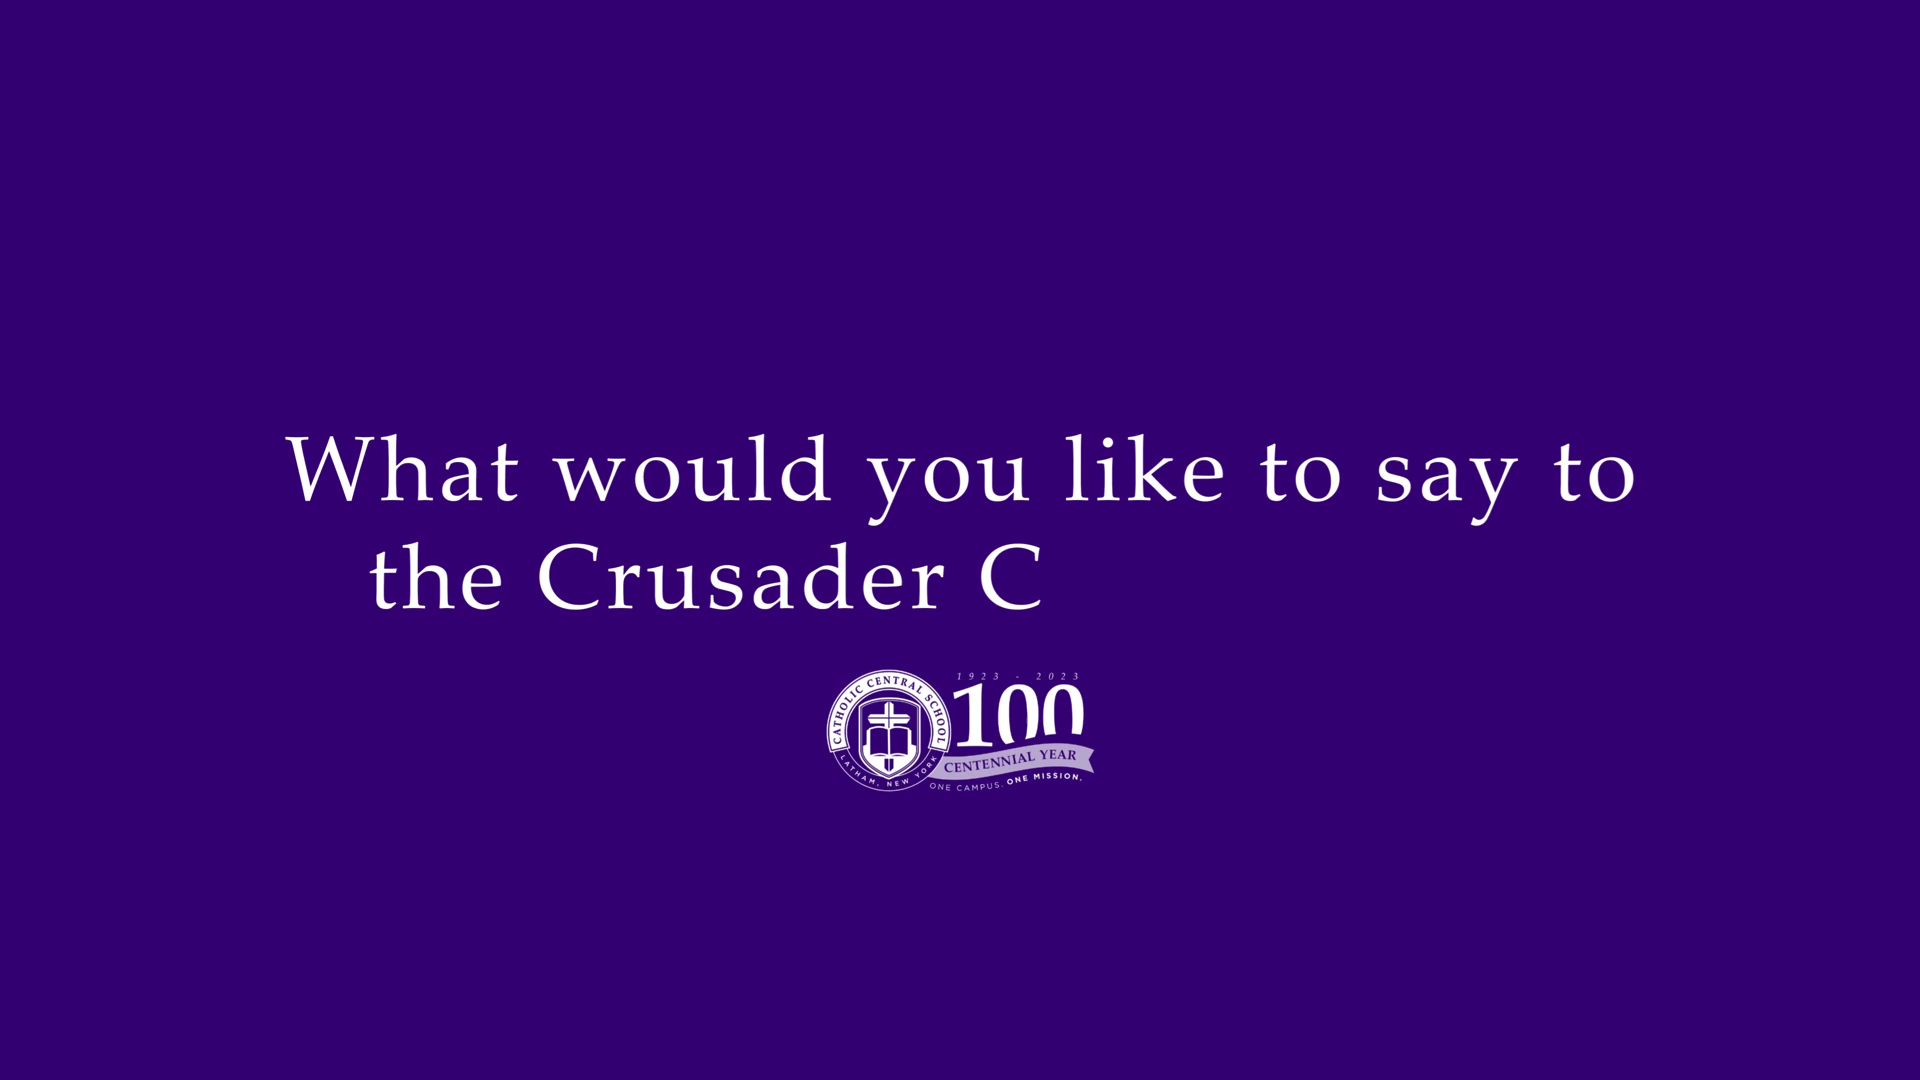 What would you like to say to
the Crusader C
CATHOLIC CENTRAL SCHOOL
LATHAM, NEW YORK
1923 - 2023
100
CENTENNIAL YEAR
ONE CAMPUS. ONE MISSION.